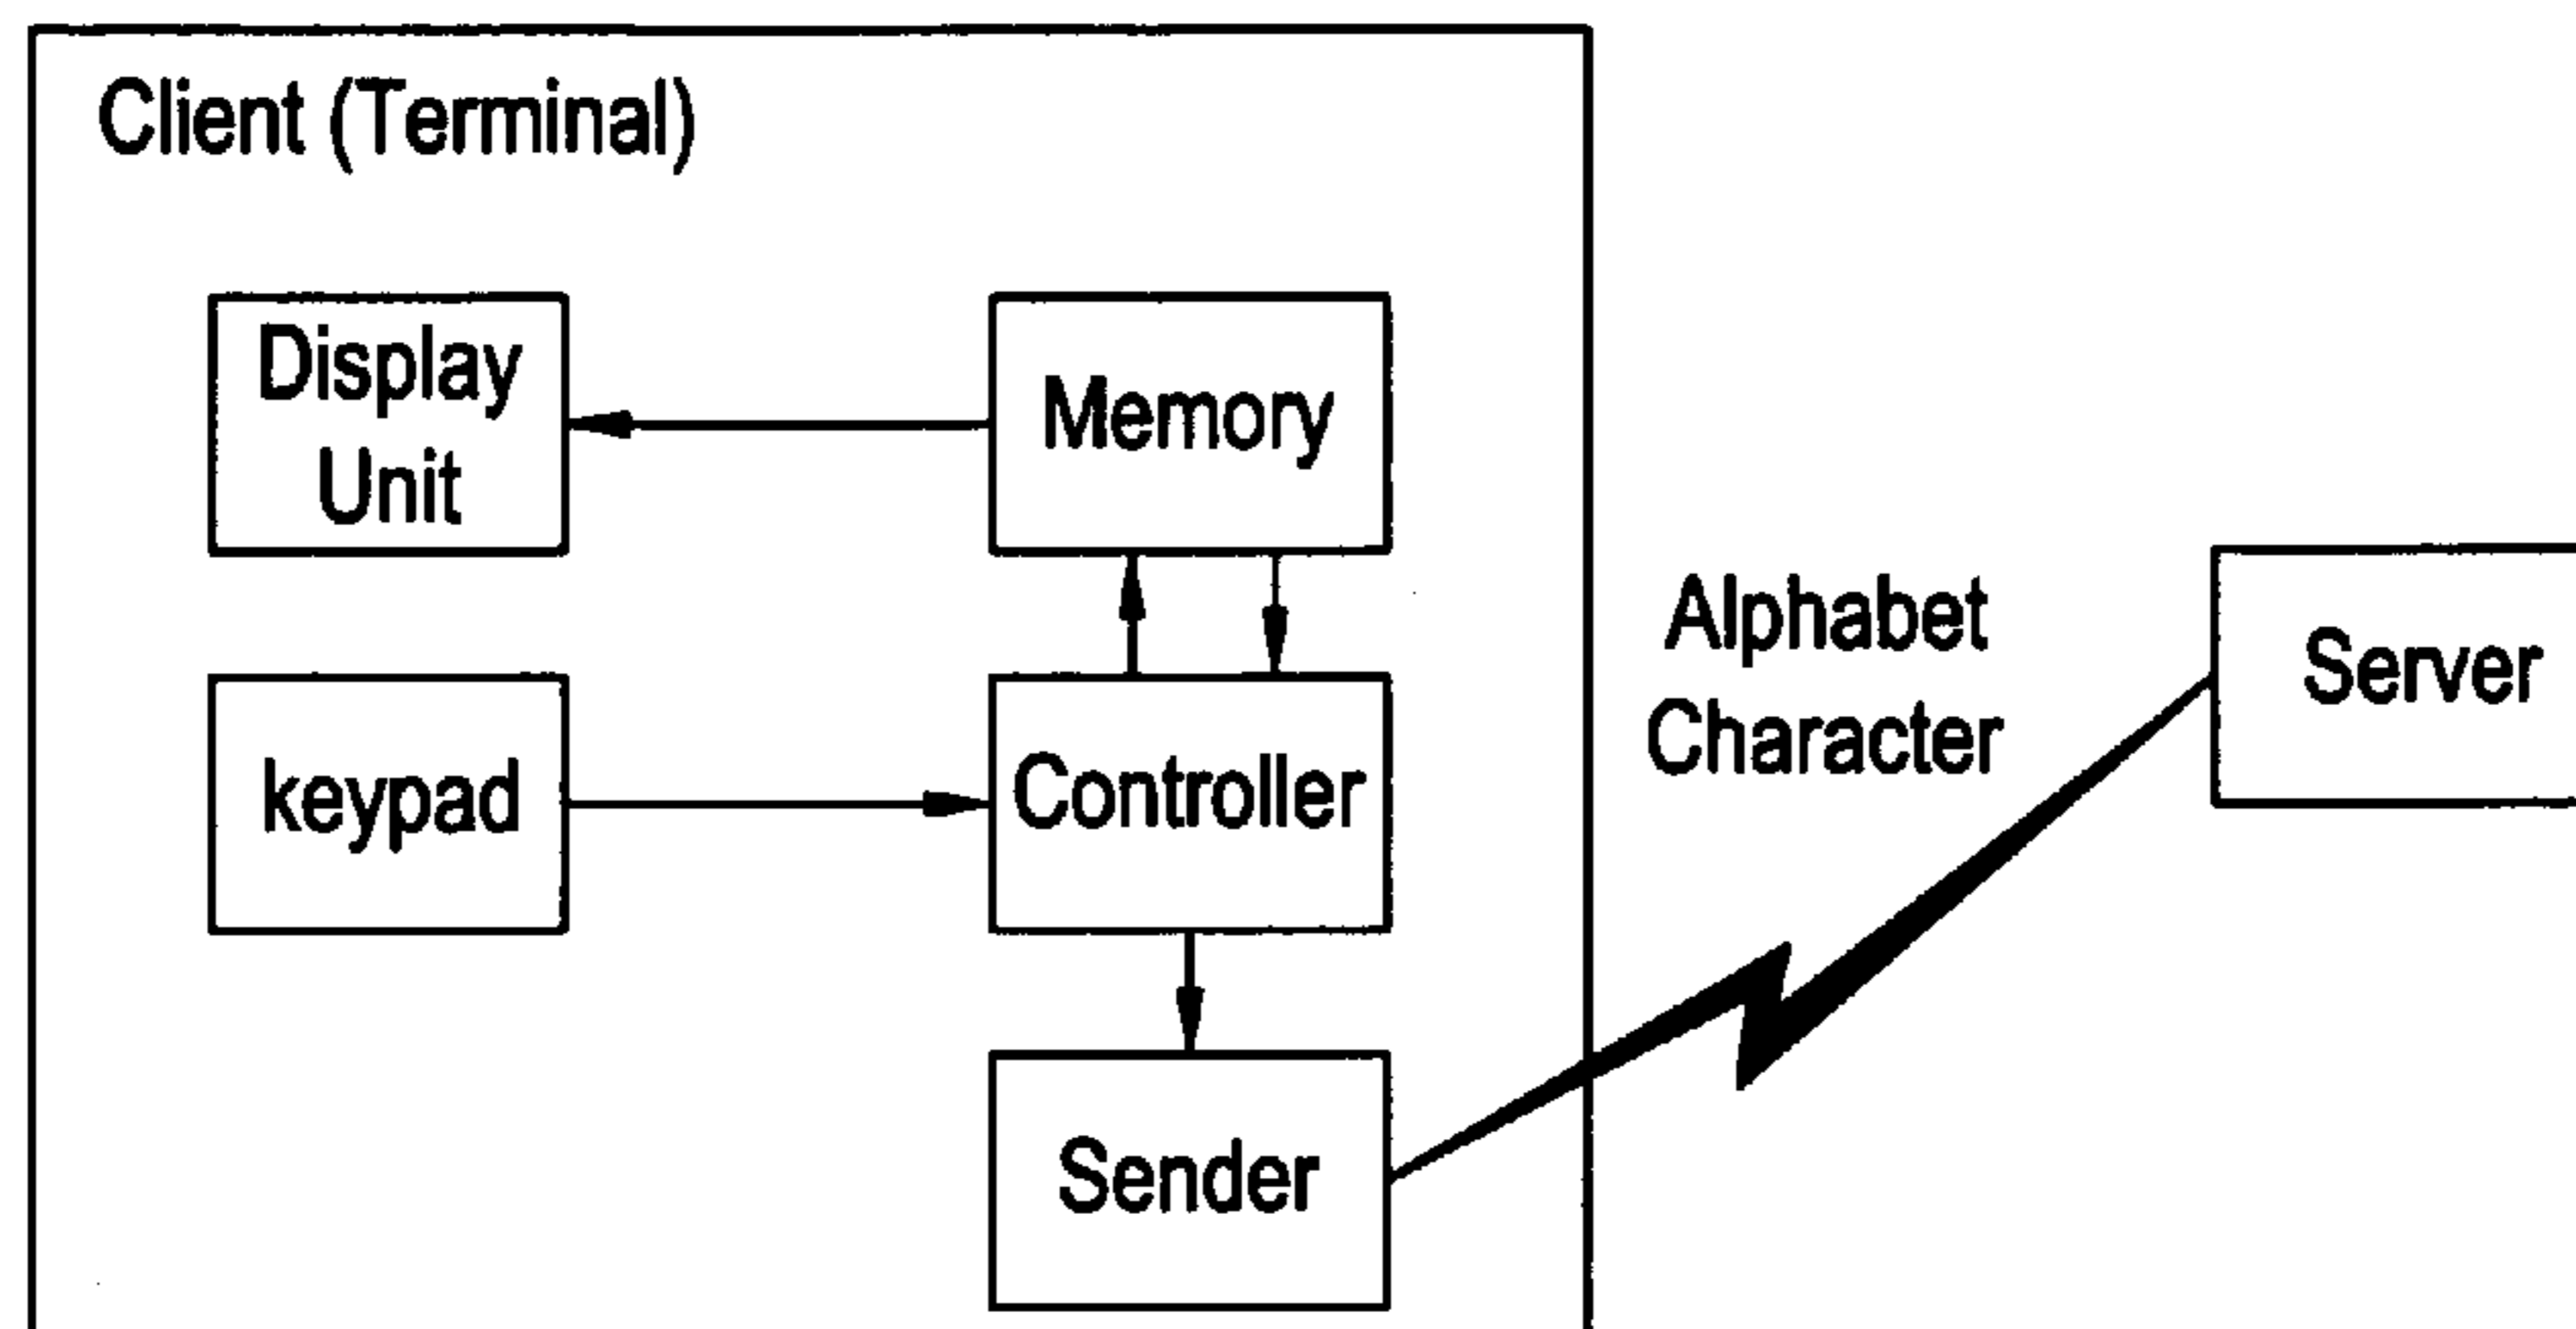 Client (Terminal)
Display
Unit
Memory
keypad
Controller
Sender
Alphabet
Character
Server